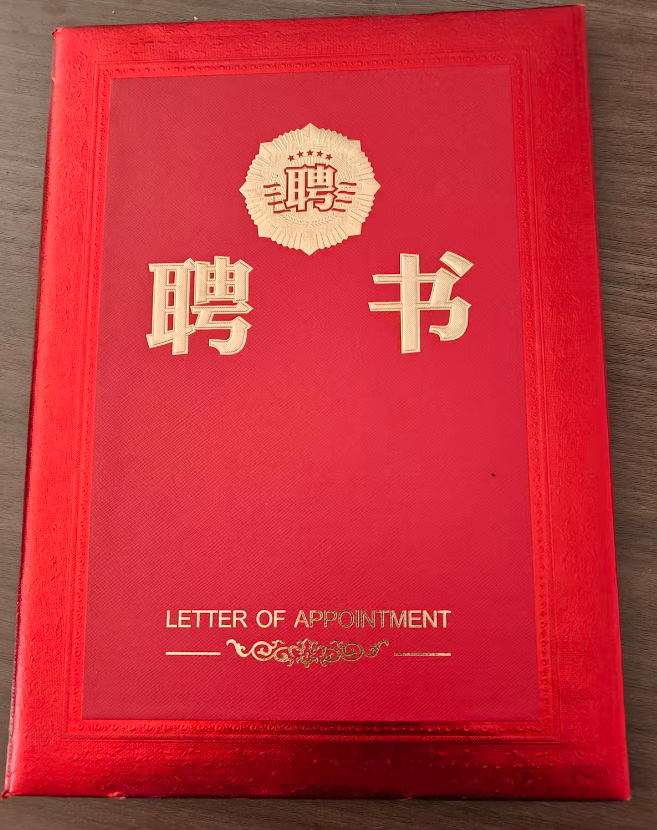 聘
聘 书
LETTER OF APPOINTMENT